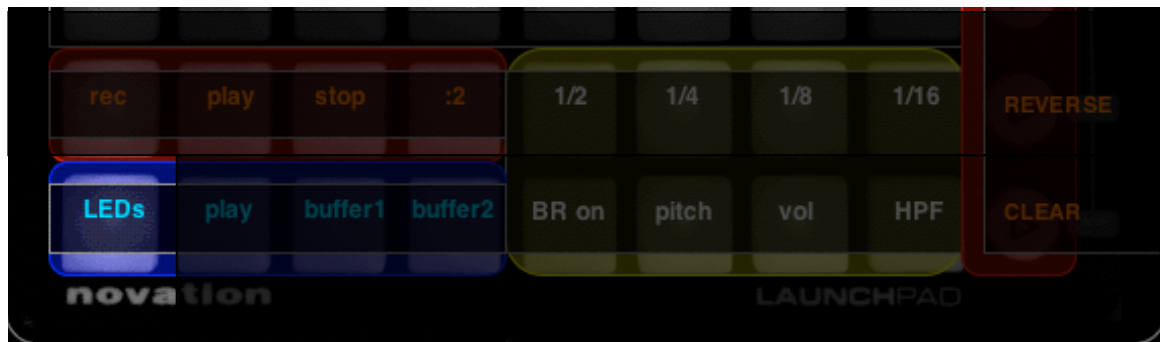 rec play stop :2 1/2 1/4 1/8 1/16 REVERSE
LEDs play buffer1 buffer2 BR on pitch vol HPF CLEAR
novation LAUNCHPAD